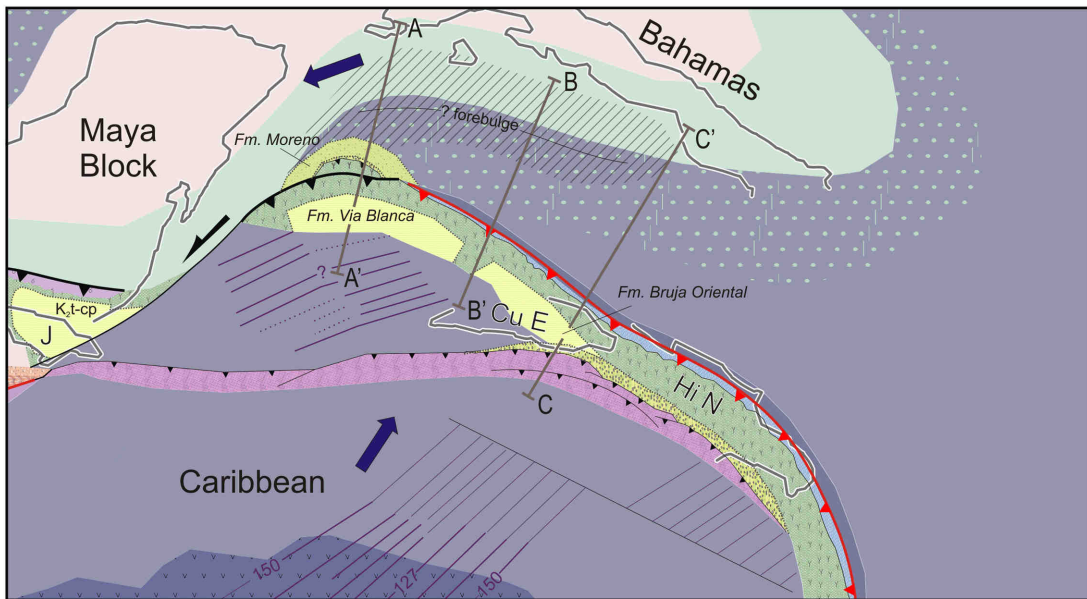 A
Bahamas
B
? forebulge
Maya
Block
Fm. Moreno
C'
Fm. Via Blanca
?
A'
K₂t-cp
J
B'
Cu E
Fm. Bruja Oriental
Hi N
C
Caribbean
150
127
150